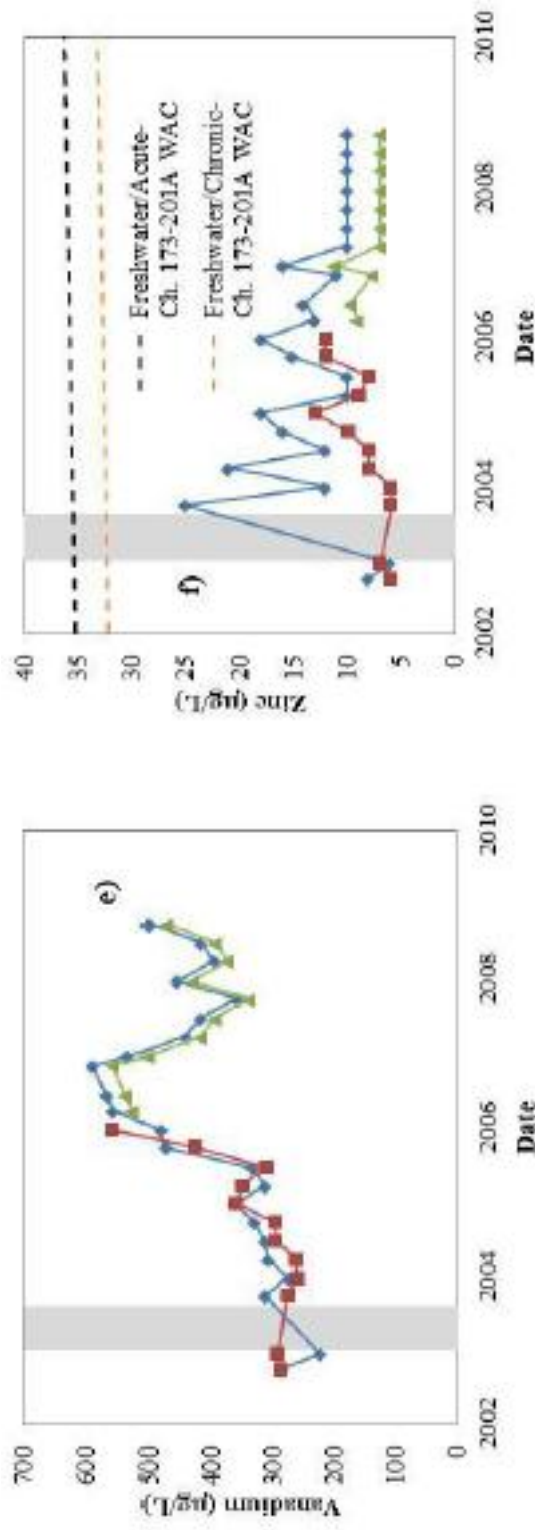 700
600
500
400
300
200
100
0
Vanadium (µg/L)
e)
2002
2004
2006
2008
2010
Date
40
35
30
25
20
15
10
5
0
Zinc (µg/L)
f)
Freshwater/Acute-
Ch. 173-201A WAC
Freshwater/Chronic-
Ch. 173-201A WAC
2002
2004
2006
2008
2010
Date